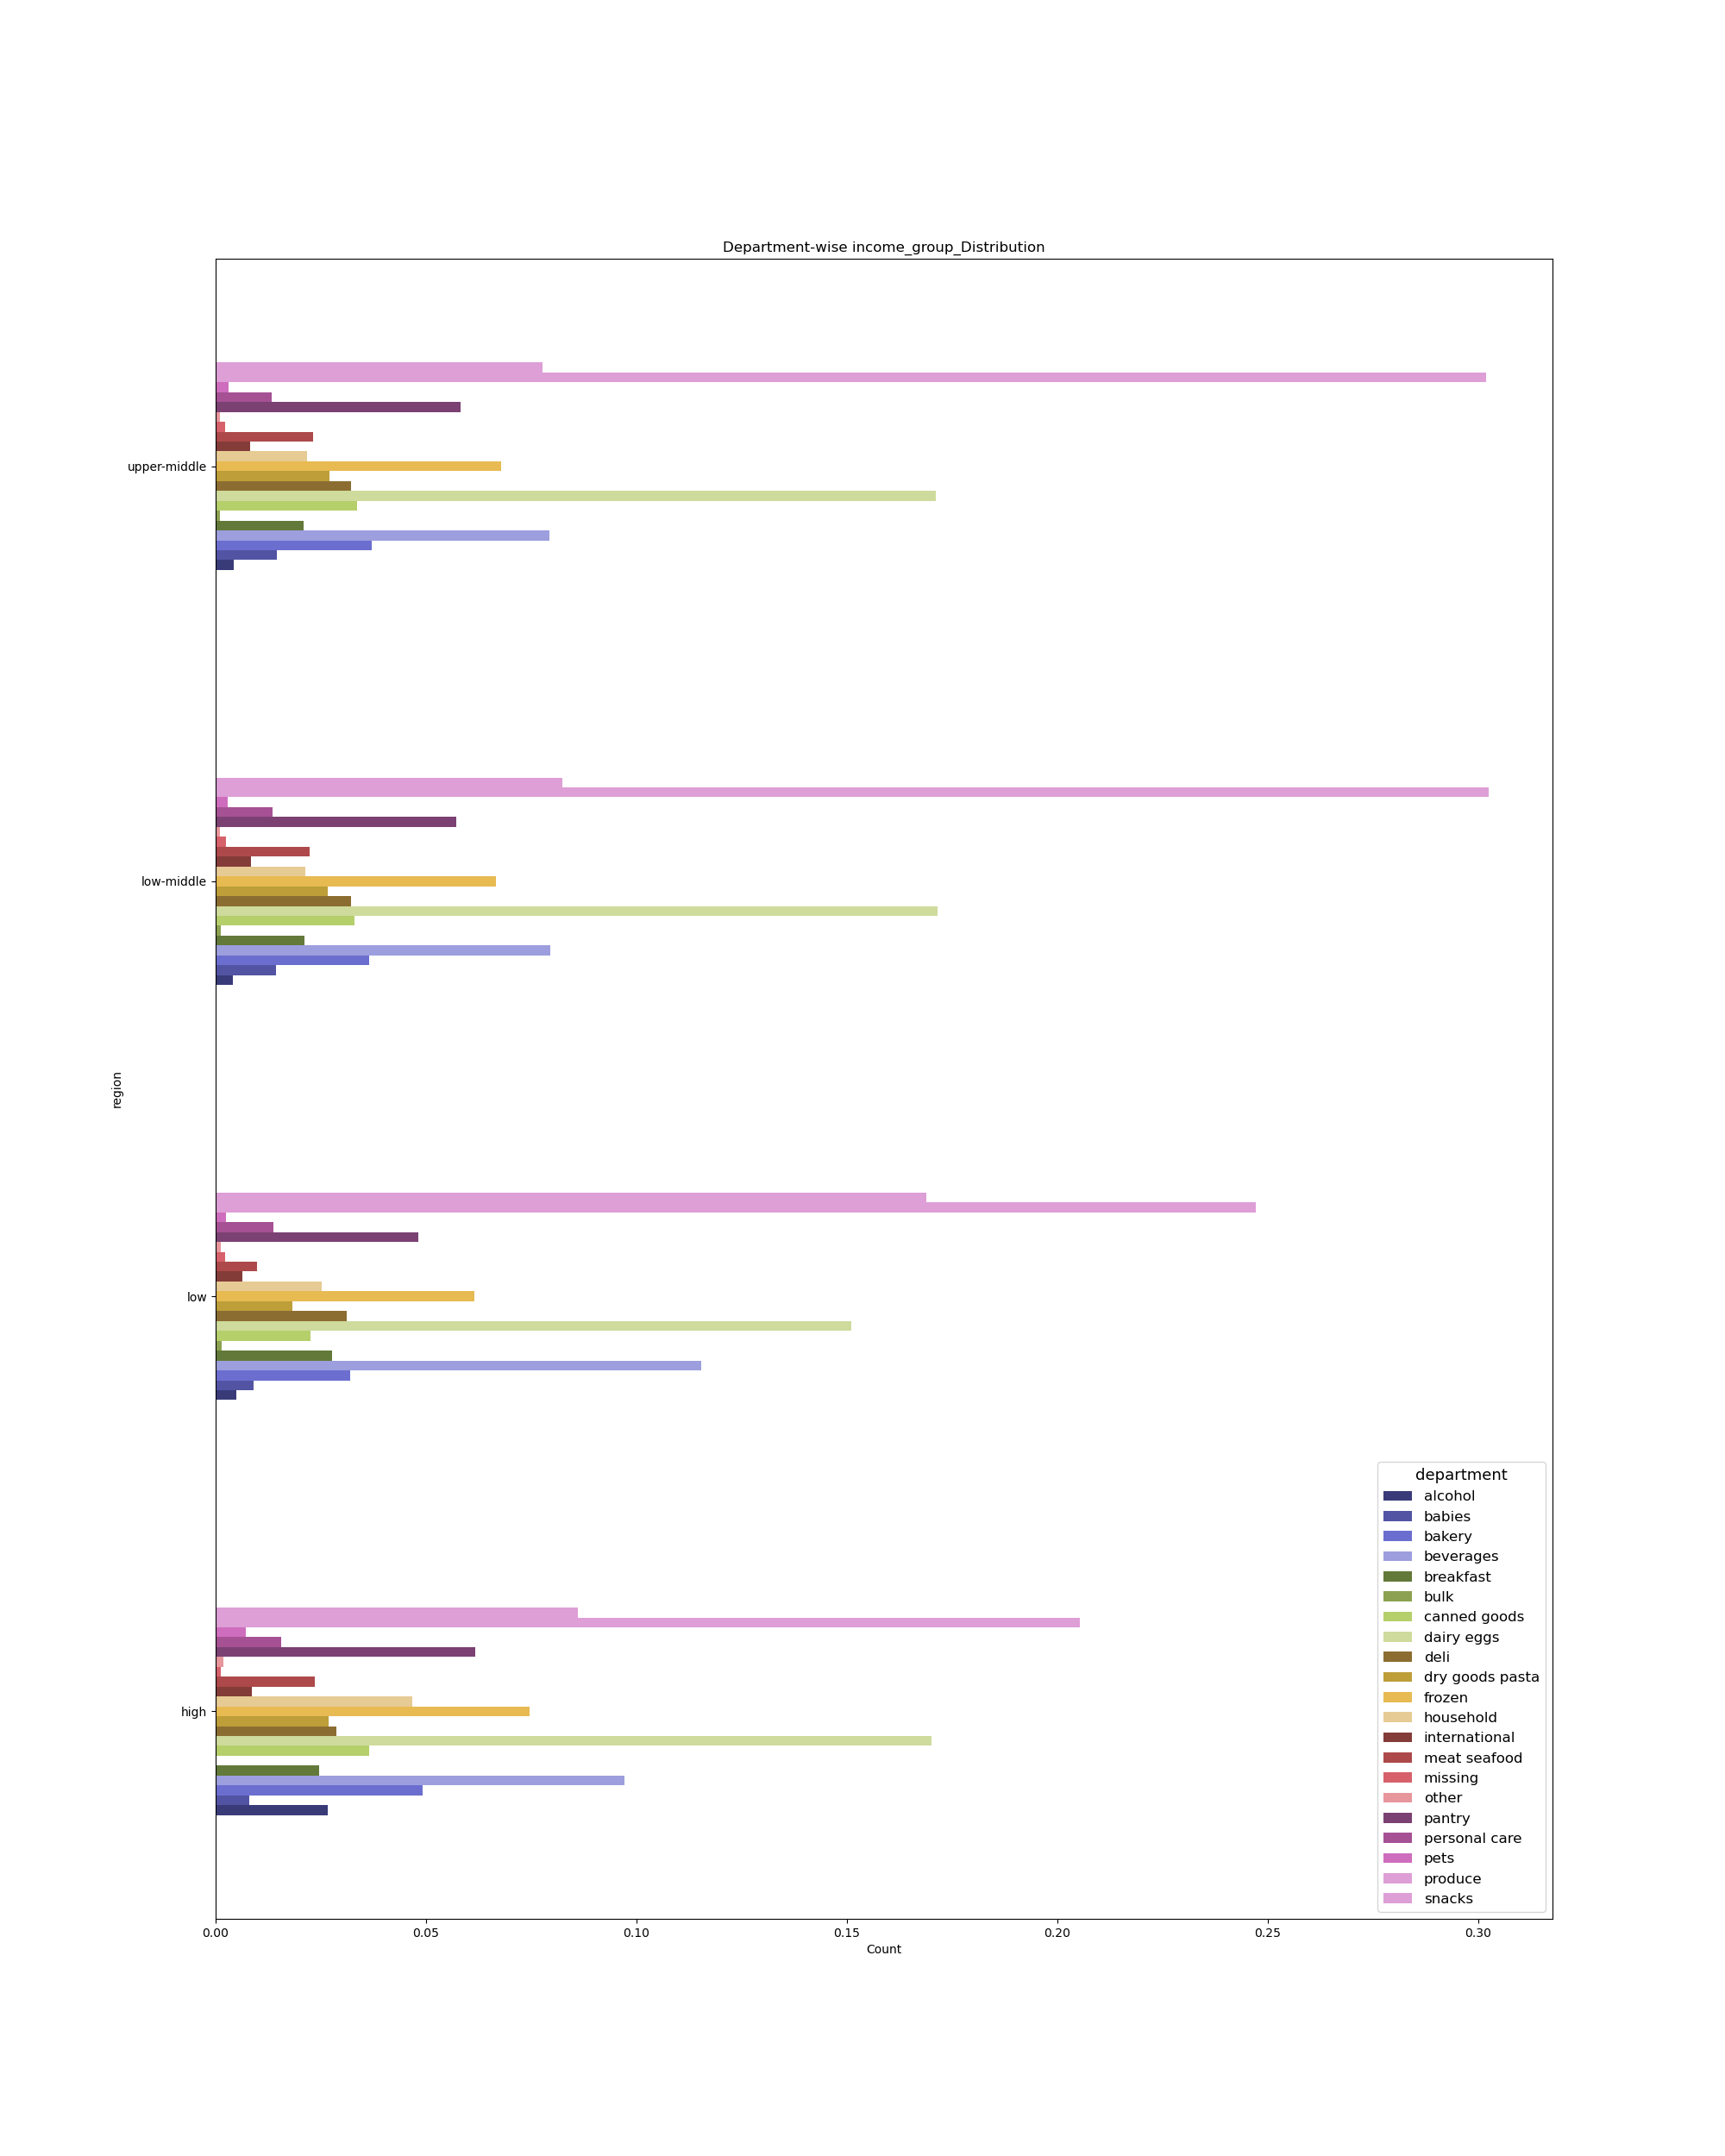 Department-wise income_group_Distribution
upper-middle
low-middle
region
low
high
department
alcohol
babies
bakery
beverages
breakfast
bulk
canned goods
dairy eggs
deli
dry goods pasta
frozen
household
international
meat seafood
missing
other
pantry
personal care
pets
produce
snacks
0.00 0.05 0.10 0.15 0.20 0.25 0.30
Count